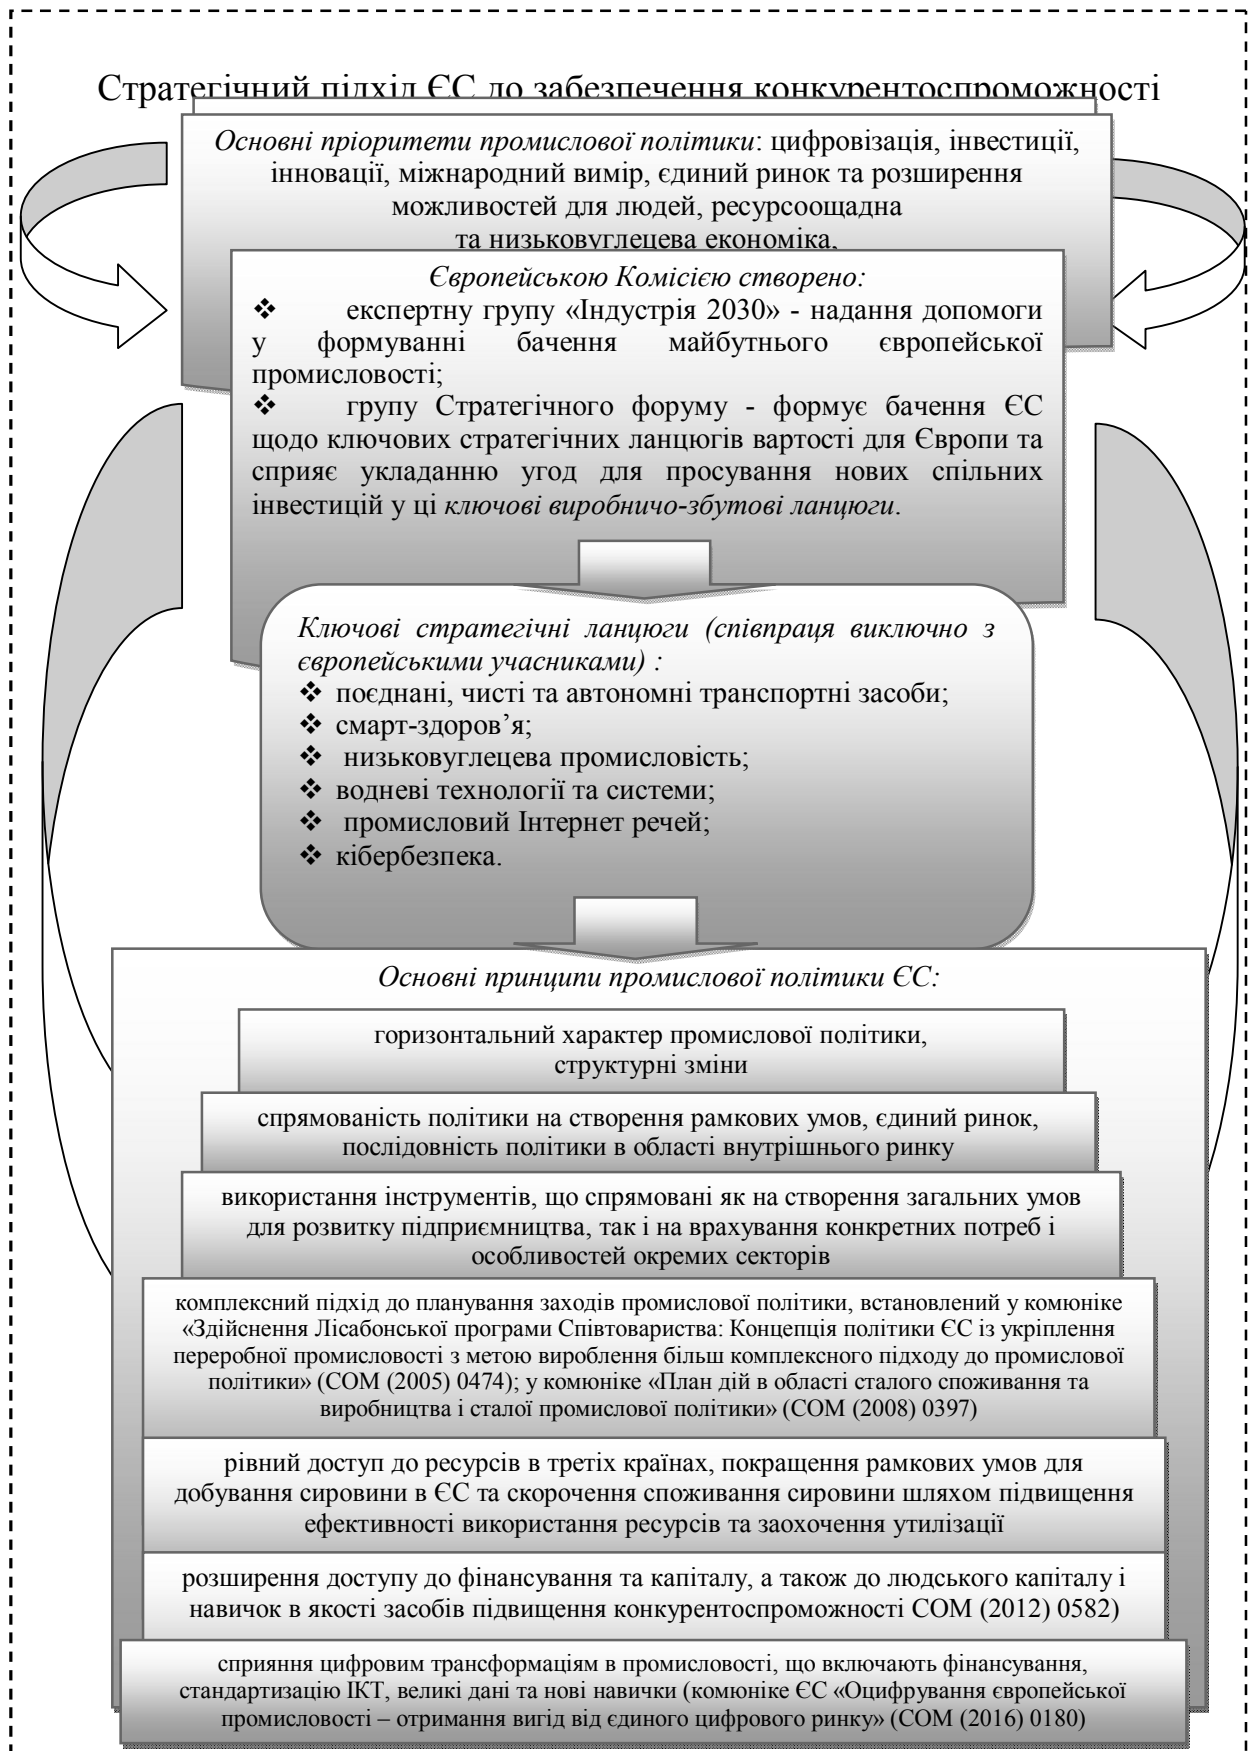 Стратегічний підхід ЄС до забезпечення конкурентоспроможності
Основні пріоритети промислової політики: цифровізація, інвестиції,
інновації, міжнародний вимір, єдиний ринок та розширення
можливостей для людей, ресурсоощадна
та низьковуглецева економіка,
Європейською Комісією створено:
❖ експертну групу «Індустрія 2030» - надання допомоги
у формуванні бачення майбутнього європейської
промисловості;
❖ групу Стратегічного форуму - формує бачення ЄС
щодо ключових стратегічних ланцюгів вартості для Європи та
сприяє укладанню угод для просування нових спільних
інвестицій у ці ключові виробничо-збутові ланцюги.
Ключові стратегічні ланцюги (співпраця виключно з
європейськими учасниками) :
❖ поєднані, чисті та автономні транспортні засоби;
❖ смарт-здоров’я;
❖ низьковуглецева промисловість;
❖ водневі технології та системи;
❖ промисловий Інтернет речей;
❖ кібербезпека.
Основні принципи промислової політики ЄС:
горизонтальний характер промислової політики,
структурні зміни
спрямованість політики на створення рамкових умов, єдиний ринок,
послідовність політики в області внутрішнього ринку
використання інструментів, що спрямовані як на створення загальних умов
для розвитку підприємництва, так і на врахування конкретних потреб і
особливостей окремих секторів
комплексний підхід до планування заходів промислової політики, встановлений у комюніке
«Здійснення Лісабонської програми Співтовариства: Концепція політики ЄС із укріплення
переробної промисловості з метою вироблення більш комплексного підходу до промислової
політики» (COM (2005) 0474); у комюніке «План дій в області сталого споживання та
виробництва і сталої промислової політики» (COM (2008) 0397)
рівний доступ до ресурсів в третіх країнах, покращення рамкових умов для
добування сировини в ЄС та скорочення споживання сировини шляхом підвищення
ефективності використання ресурсів та заохочення утилізації
розширення доступу до фінансування та капіталу, а також до людського капіталу і
навичок в якості засобів підвищення конкурентоспроможності COM (2012) 0582)
сприяння цифровим трансформаціям в промисловості, що включають фінансування,
стандартизацію ІКТ, великі дані та нові навички (комюніке ЄС «Оцифрування європейської
промисловості – отримання вигід від єдиного цифрового ринку» (COM (2016) 0180)